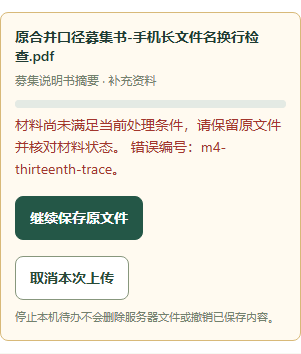 原合并口径募集书-手机长文件名换行检
查.pdf
募集说明书摘要 · 补充资料
材料尚未满足当前处理条件，请保留原文件
并核对材料状态。 错误编号：m4-
thirteenth-trace。
继续保存原文件
取消本次上传
停止本机待办不会删除服务器文件或撤销已保存内容。